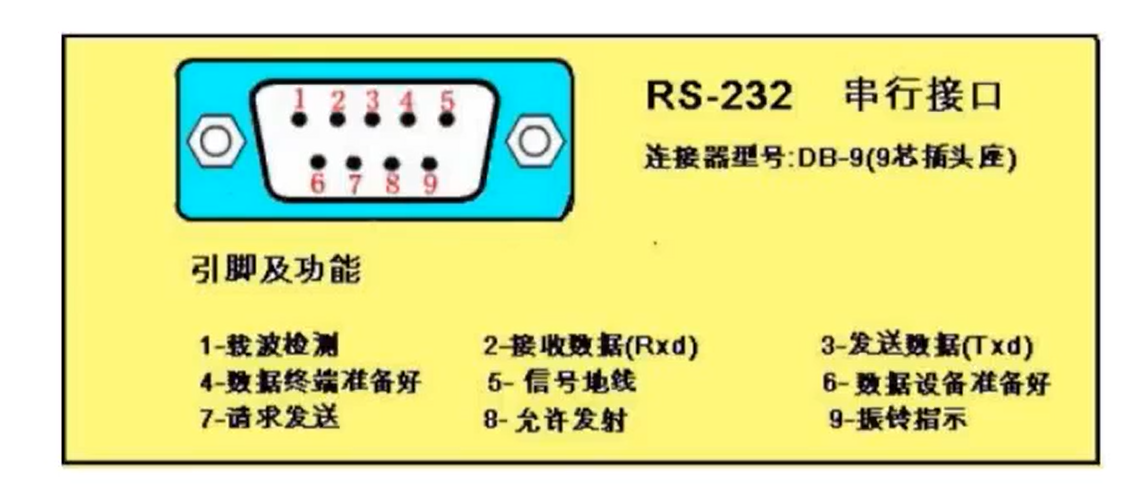 1 2 3 4 5
6 7 8 9
RS-232 串行接口
连接器型号:DB-9(9芯插头座)
引脚及功能
1-载波检测 2-接收数据(Rxd) 3-发送数据(Txd)
4-数据终端准备好 5- 信号地线 6- 数据设备准备好
7-请求发送 8- 允许发射 9-振铃指示